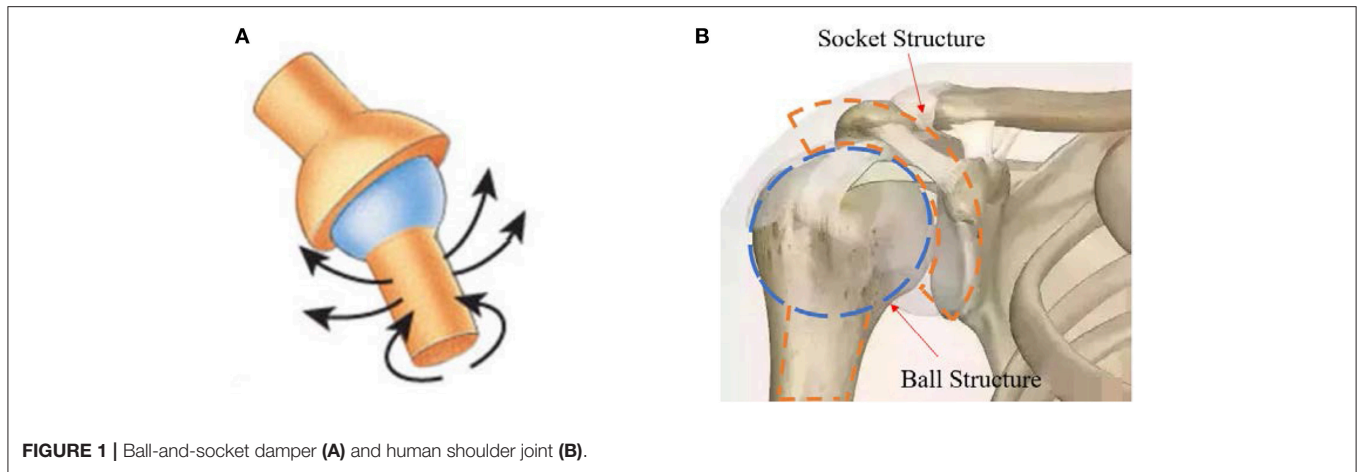 A
B
Socket Structure
Ball Structure
FIGURE 1 | Ball-and-socket damper (A) and human shoulder joint (B).